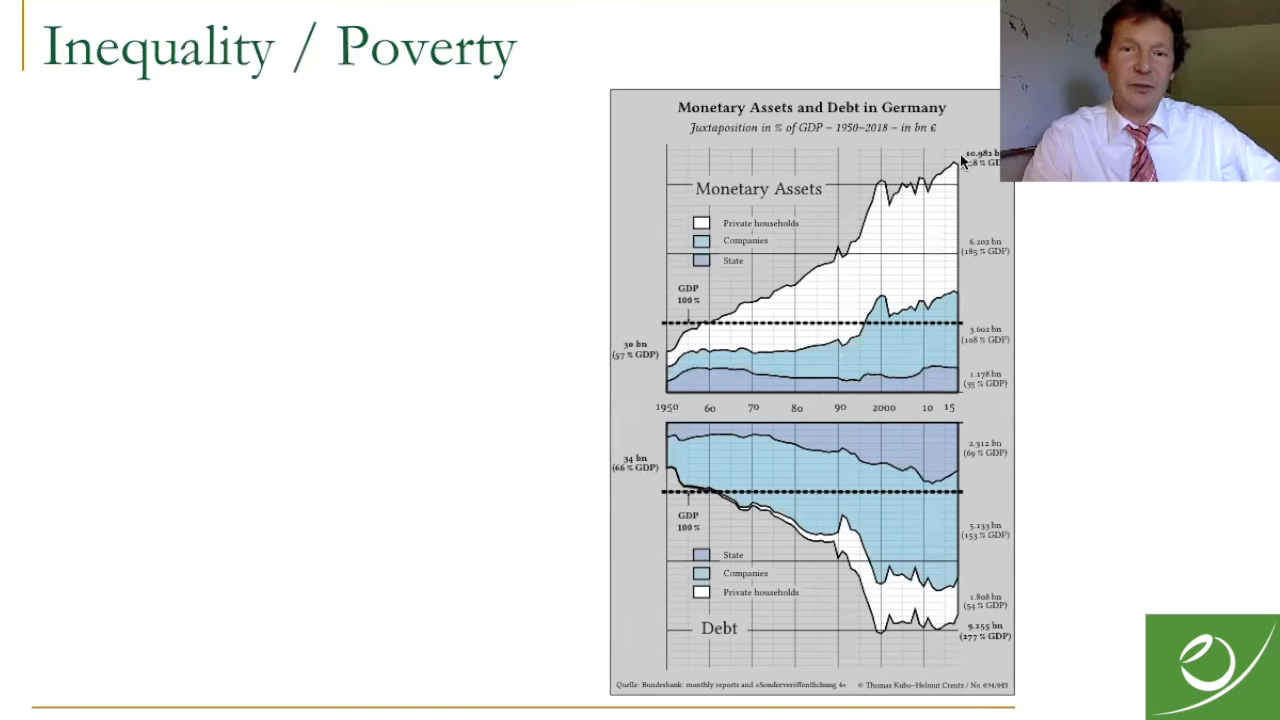 Inequality / Poverty
Monetary Assets and Debt in Germany
Juxtaposition in % of GDP – 1950–2018 – in bn €
10.982
8 % G
Monetary Assets
Private households
Companies
State
6.202 bn
(185 % GDP)
GDP
100 %
30 bn
(57 % GDP)
3.602 bn
(108 % GDP)
1.178 bn
(35 % GDP)
1950 60 70 80 90 2000 10 15
2.312 bn
(69 % GDP)
34 bn
(66 % GDP)
GDP
100 %
5.133 bn
(153 % GDP)
State
Companies
Private households
1.808 bn
(54 % GDP)
Debt
9.255 bn
(277 % GDP)
Quelle: Bundesbank: monthly reports and »Sonderveröffentlichung 4« © Thomas Kubo–Helmut Creutz / No.